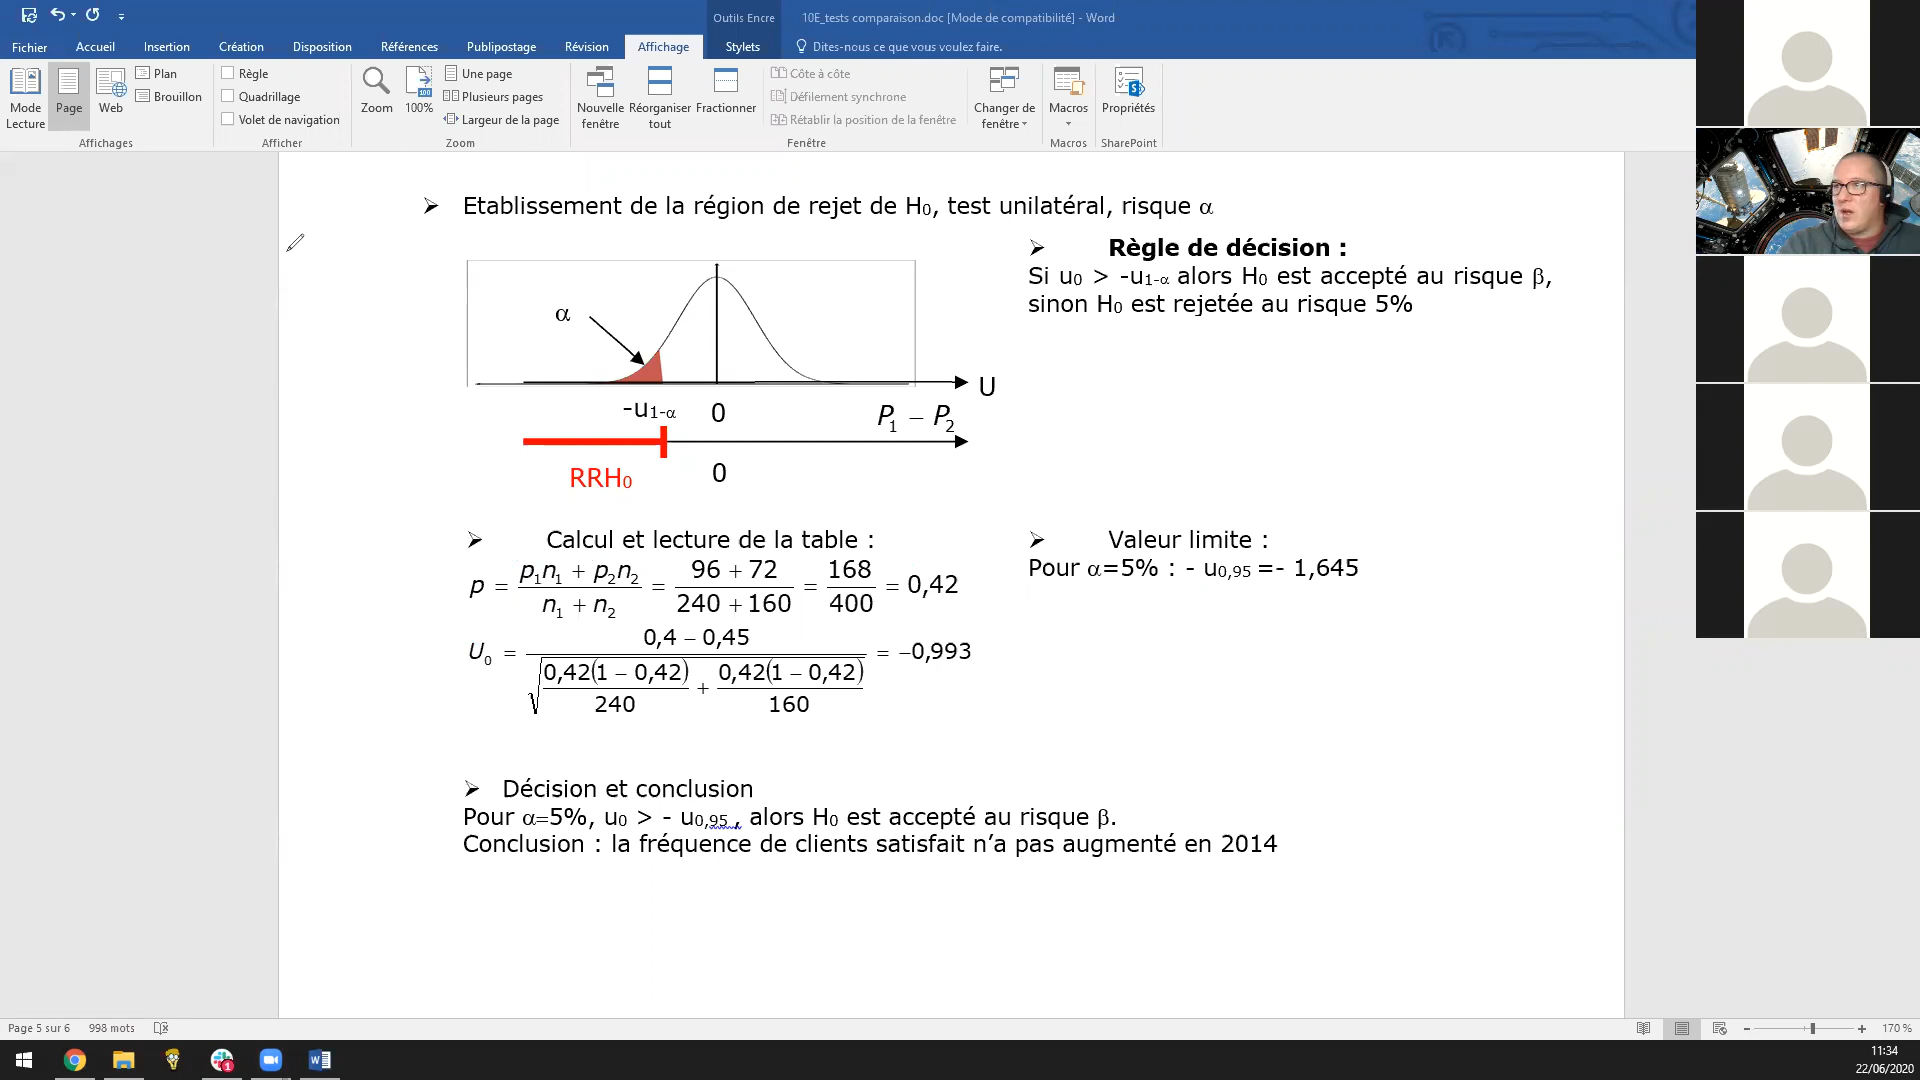 Outils Encre
10E_tests comparaison.doc [Mode de compatibilité] - Word
Fichier Accueil Insertion Création Disposition Références Publipostage Révision Affichage Stylets Dites-nous ce que vous voulez faire.
Mode Lecture
Page
Web
Plan
Brouillon
Affichages
Règle
Quadrillage
Volet de navigation
Afficher
Zoom
100%
Une page
Plusieurs pages
Largeur de la page
Zoom
Nouvelle fenêtre
Réorganiser tout
Fractionner
Côte à côte
Défilement synchrone
Rétablir la position de la fenêtre
Fenêtre
Changer de fenêtre
Macros
Macros
Propriétés
SharePoint
➢ Etablissement de la région de rejet de H0, test unilatéral, risque α
➢ Règle de décision :
Si u0 > -u1-α alors H0 est accepté au risque β,
sinon H0 est rejetée au risque 5%
α
U
-u1-α 0 P1 – P2
RRH0 0
➢ Calcul et lecture de la table :
p = (p1n1 + p2n2)/(n1 + n2) = (96 + 72)/(240 + 160) = 168/400 = 0,42
U0 = (0,4 – 0,45)/√(0,42(1 – 0,42)/240 + 0,42(1 – 0,42)/160) = –0,993
➢ Valeur limite :
Pour α=5% : - u0,95 =- 1,645
➢ Décision et conclusion
Pour α=5%, u0 > - u0,95 , alors H0 est accepté au risque β.
Conclusion : la fréquence de clients satisfait n’a pas augmenté en 2014
Page 5 sur 6 998 mots
170 %
1
11:34
22/06/2020